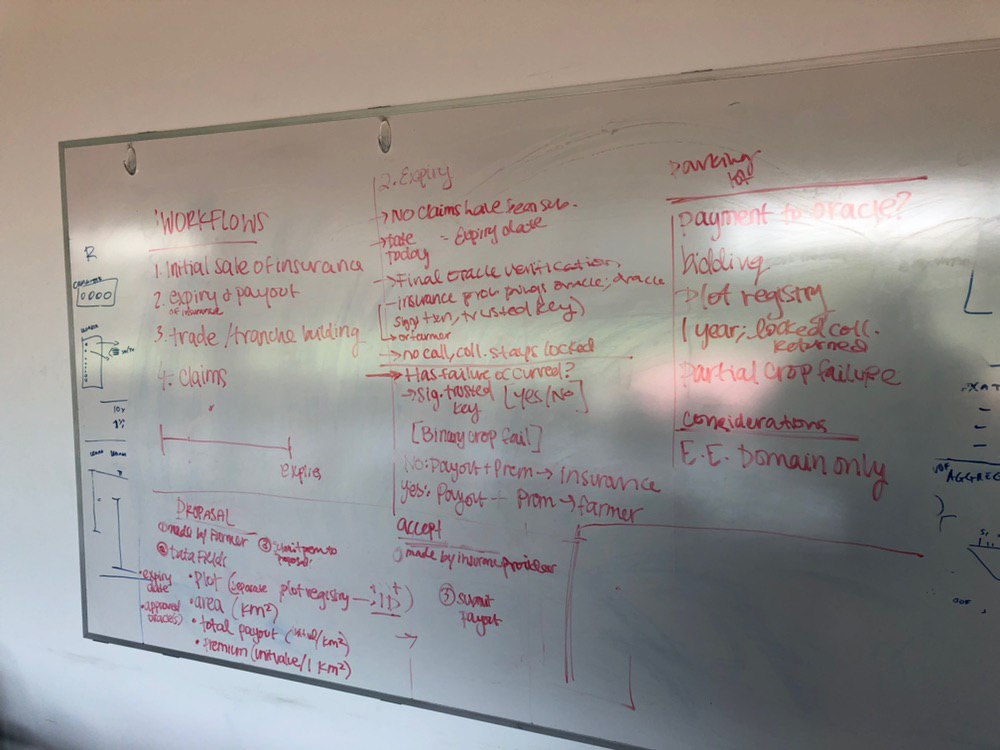 WORKFLOWS
1. initial sale of insurance
2. expiry & payout
of insurance
3. trade / tranche building
4. claims
expires
2. Expiry
→ No claims have been sub.
→ date today = Expiry date
→ Final oracle verification,
- insurance prov. pings oracle; oracle
sign txn, trusted key)
→ or farmer
→ no call, coll. stays locked
→ Has failure occurred?
→ Sig. trusted key [Yes/No]
[Binary crop fail]
No: Payout + Prem → insurance
Yes: Payout + Prem → farmer
Parking
lot
payment to oracle?
bidding
→ plot registry
1 year; locked coll.
returned
partial crop failure
considerations
E.E. Domain only
PROPOSAL
① made by Farmer
③ submit prem to proposal
② data fields
• expiry date
• approved oracle(s)
• plot (separate plot registry → ID)
• area (km²)
• total payout
• Premium (unit value / 1 km²)
accept
① made by insurance provider
③ submit payout
R
0000
10x
1%
AGGREG